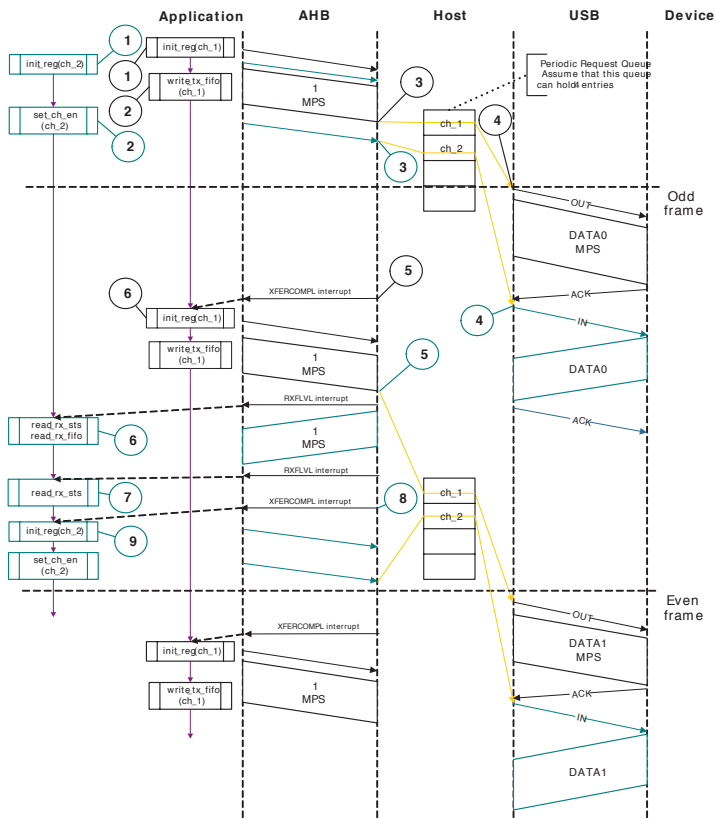 Application AHB Host USB Device
1
init_reg(ch_1)
init_reg(ch_2)
1
write_tx_fifo
(ch_1)
1
MPS
3
Periodic Request Queue
Assume that this queue
can hold 4 entries
2
set_ch_en
(ch_2)
2
ch_1
4
ch_2
3
Odd
frame
OUT
DATA0
MPS
5
XFERCOMPL interrupt
ACK
6
init_reg(ch_1)
4
IN
write_tx_fifo
(ch_1)
1
MPS
5
DATA0
RXFLVL interrupt
read_rx_sts
read_rx_fifo
6
1
MPS
ACK
RXFLVL interrupt
read_rx_sts
7
8
ch_1
XFERCOMPL interrupt
init_reg(ch_2)
9
ch_2
set_ch_en
(ch_2)
Even
frame
OUT
XFERCOMPL interrupt
init_reg(ch_1)
DATA1
MPS
write_tx_fifo
(ch_1)
1
MPS
ACK
IN
DATA1